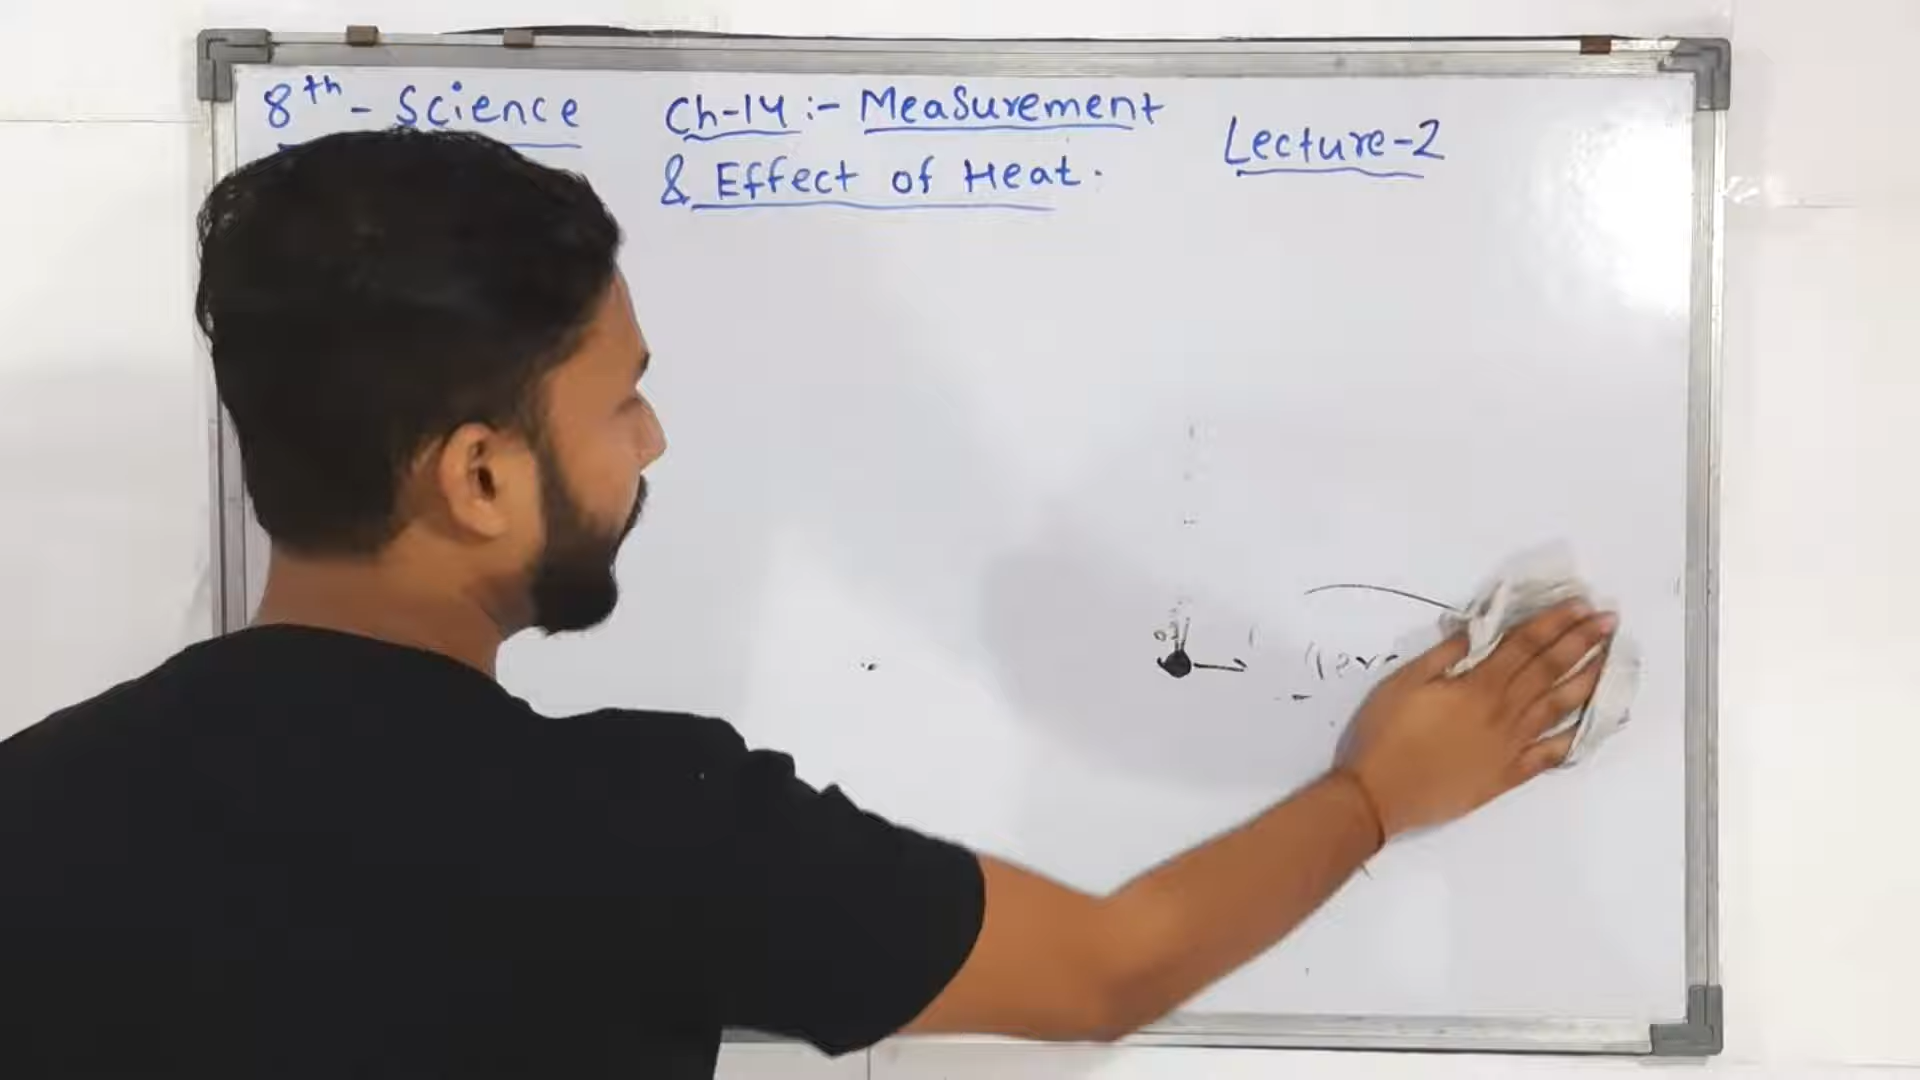 8th - Science
Ch-14 :- Measurement
& Effect of Heat.
Lecture-2